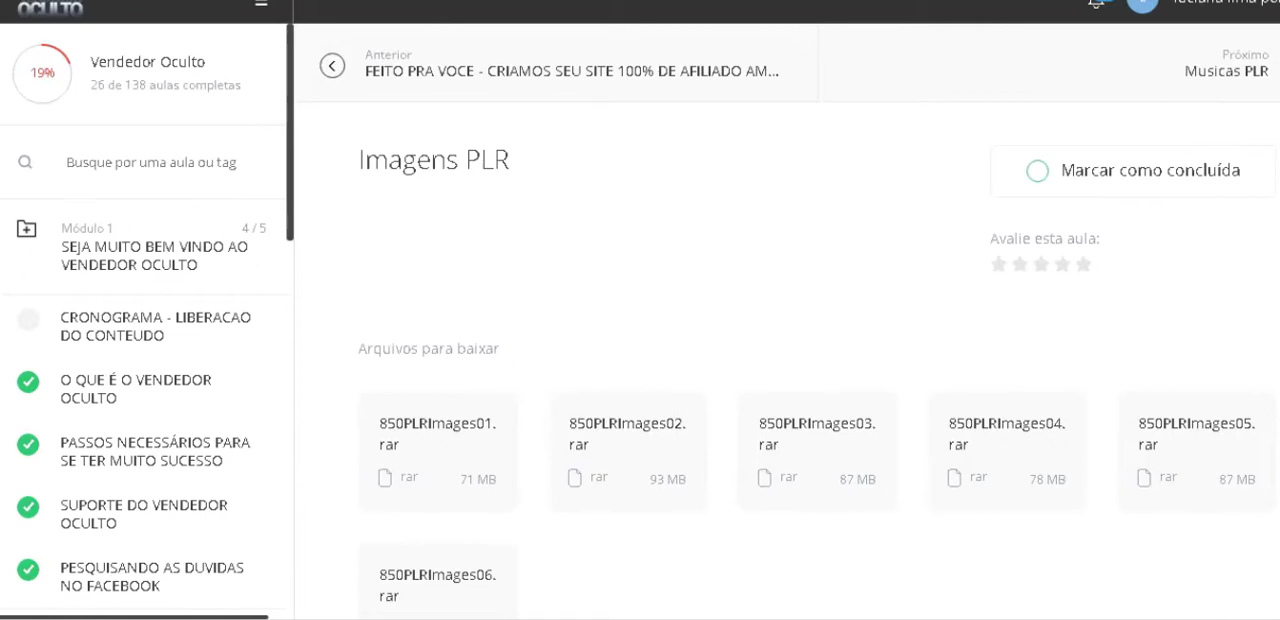 OCULTO
19%
Vendedor Oculto
26 de 138 aulas completas
Busque por uma aula ou tag
Módulo 1
4 / 5
SEJA MUITO BEM VINDO AO
VENDEDOR OCULTO
CRONOGRAMA - LIBERACAO
DO CONTEUDO
O QUE É O VENDEDOR
OCULTO
PASSOS NECESSÁRIOS PARA
SE TER MUITO SUCESSO
SUPORTE DO VENDEDOR
OCULTO
PESQUISANDO AS DUVIDAS
NO FACEBOOK
Anterior
FEITO PRA VOCE - CRIAMOS SEU SITE 100% DE AFILIADO AM...
Próximo
Musicas PLR
Imagens PLR
Marcar como concluída
Avalie esta aula:
Arquivos para baixar
850PLRImages01.
rar
rar 71 MB
850PLRImages02.
rar
rar 93 MB
850PLRImages03.
rar
rar 87 MB
850PLRImages04.
rar
rar 78 MB
850PLRImages05.
rar
rar 87 MB
850PLRImages06.
rar